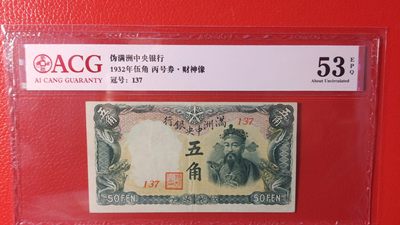 ACG
AI CANG GUARANTY
伪满洲中央银行
1932年伍角 丙号券·财神像
冠号: 137
53 EPQ
About Uncirculated
行銀央中洲滿
137
五角
137
50 FEN
50 FEN